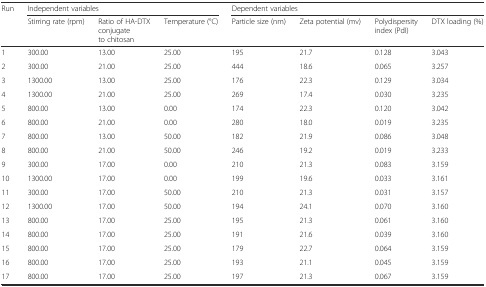 Run Independent variables Dependent variables
Stirring rate (rpm) Ratio of HA-DTX conjugate to chitosan Temperature (°C) Particle size (nm) Zeta potential (mv) Polydispersity index (PdI) DTX loading (%)
1 300.00 13.00 25.00 195 21.7 0.128 3.043
2 300.00 21.00 25.00 444 18.6 0.065 3.257
3 1300.00 13.00 25.00 176 22.3 0.129 3.034
4 1300.00 21.00 25.00 269 17.4 0.030 3.235
5 800.00 13.00 0.00 174 22.3 0.120 3.042
6 800.00 21.00 0.00 280 18.0 0.019 3.235
7 800.00 13.00 50.00 182 21.9 0.086 3.048
8 800.00 21.00 50.00 246 19.2 0.019 3.233
9 300.00 17.00 0.00 210 21.3 0.083 3.159
10 1300.00 17.00 0.00 199 19.6 0.033 3.161
11 300.00 17.00 50.00 210 21.3 0.031 3.157
12 1300.00 17.00 50.00 194 24.1 0.070 3.160
13 800.00 17.00 25.00 195 21.3 0.061 3.160
14 800.00 17.00 25.00 191 21.6 0.039 3.160
15 800.00 17.00 25.00 179 22.7 0.064 3.159
16 800.00 17.00 25.00 193 21.1 0.045 3.159
17 800.00 17.00 25.00 197 21.3 0.067 3.159